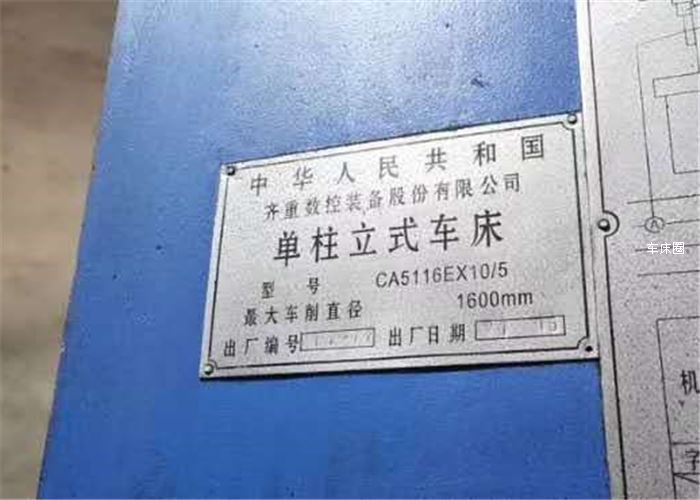 中华人民共和国
齐重数控装备股份有限公司
单柱立式车床
型号 CA5116EX10/5
最大车削直径 1600mm
出厂编号 出厂日期
A
车床圈
机
字